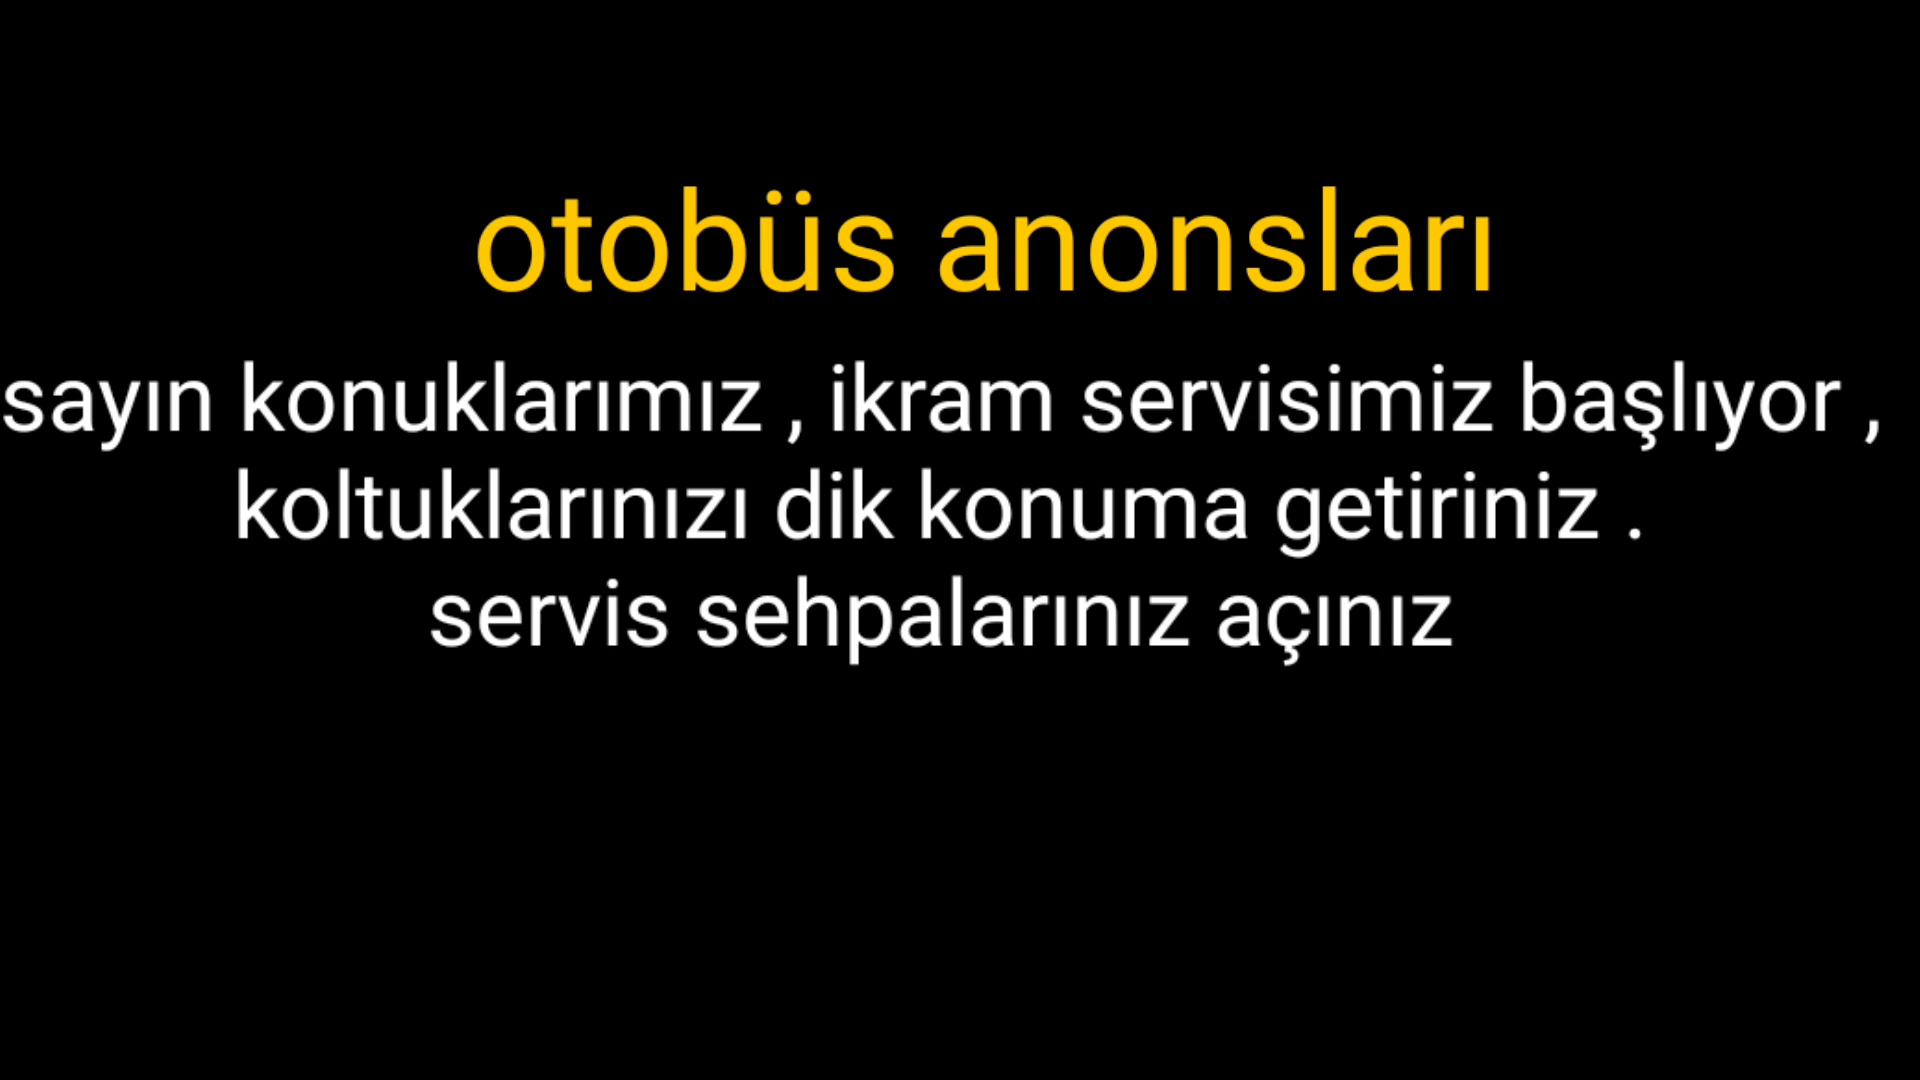 otobüs anonsları
sayın konuklarımız , ikram servisimiz başlıyor ,
koltuklarınızı dik konuma getiriniz .
servis sehpalarınız açınız